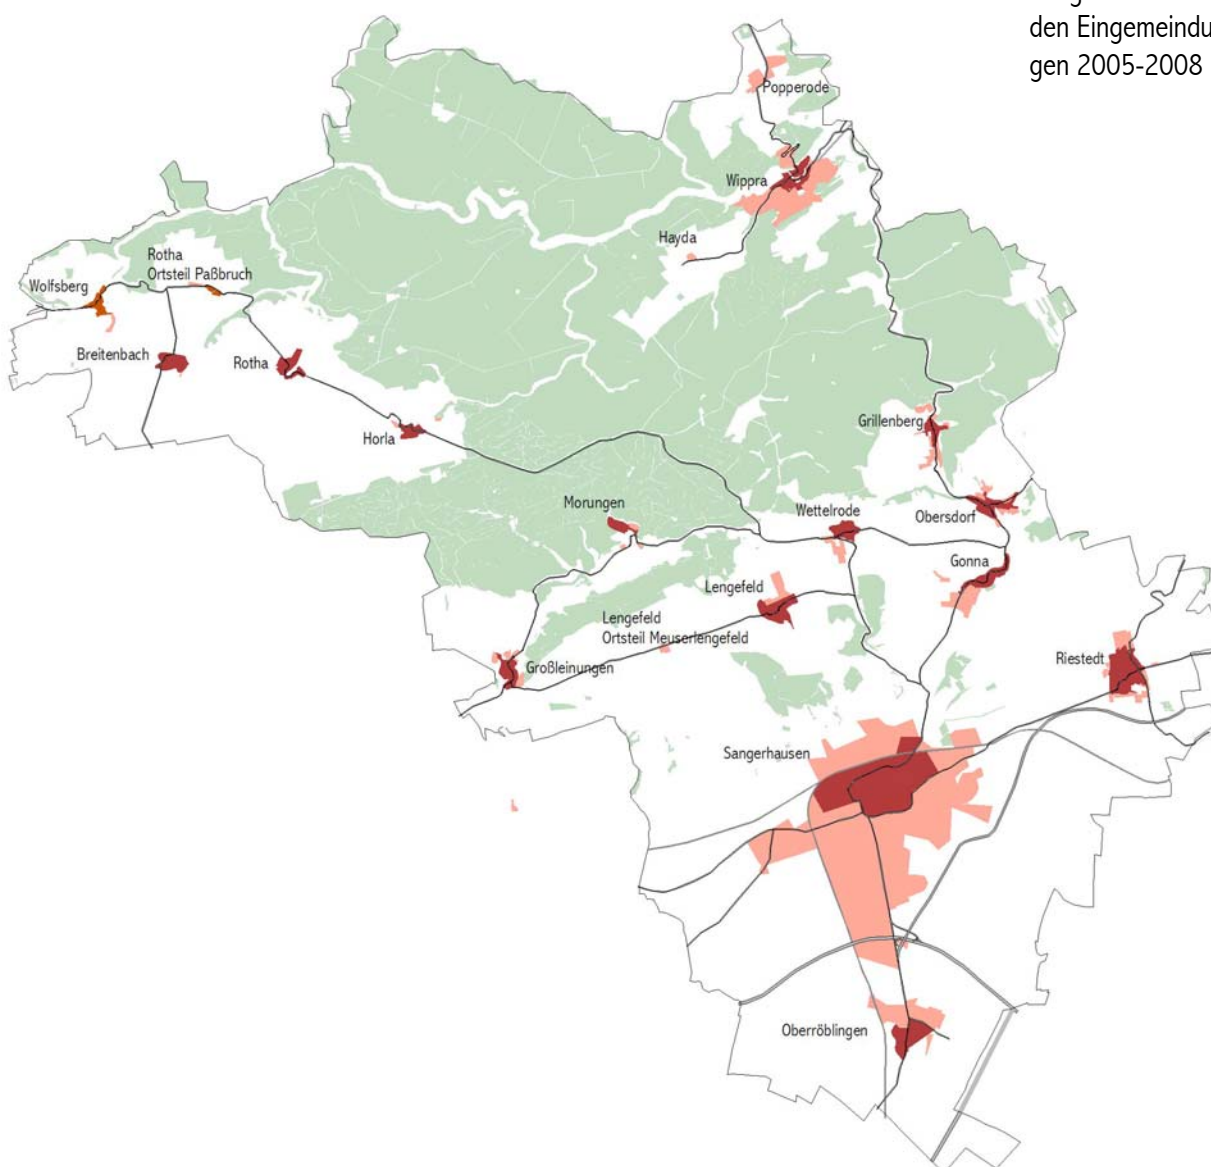 den Eingemeindu
gen 2005-2008
Popperode
Wippra
Hayda
Rotha
Ortsteil Paßbruch
Wolfsberg
Breitenbach
Rotha
Horla
Grillenberg
Morungen
Wettelrode
Obersdorf
Gonna
Lengefeld
Lengefeld
Ortsteil Meuserlengefeld
Großleinungen
Riestedt
Sangerhausen
Oberröblingen